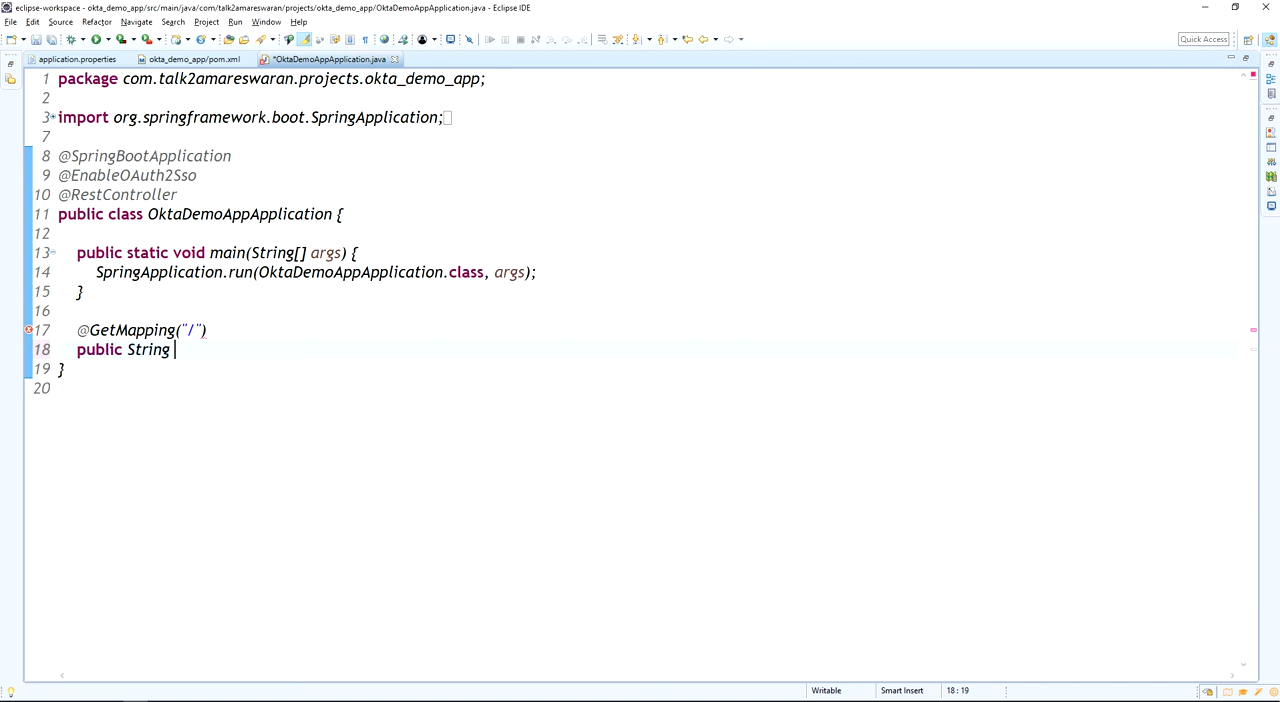 eclipse-workspace - okta_demo_app/src/main/java/com/talk2amareswaran/projects/okta_demo_app/OktaDemoAppApplication.java - Eclipse IDE
File Edit Source Refactor Navigate Search Project Run Window Help
Quick Access
application.properties okta_demo_app/pom.xml *OktaDemoAppApplication.java
1 package com.talk2amareswaran.projects.okta_demo_app;
2
3 import org.springframework.boot.SpringApplication;
7
8 @SpringBootApplication
9 @EnableOAuth2Sso
10 @RestController
11 public class OktaDemoAppApplication {
12
13 public static void main(String[] args) {
14 SpringApplication.run(OktaDemoAppApplication.class, args);
15 }
16
17 @GetMapping("/")
18 public String
19 }
20
Writable Smart Insert 18 : 19